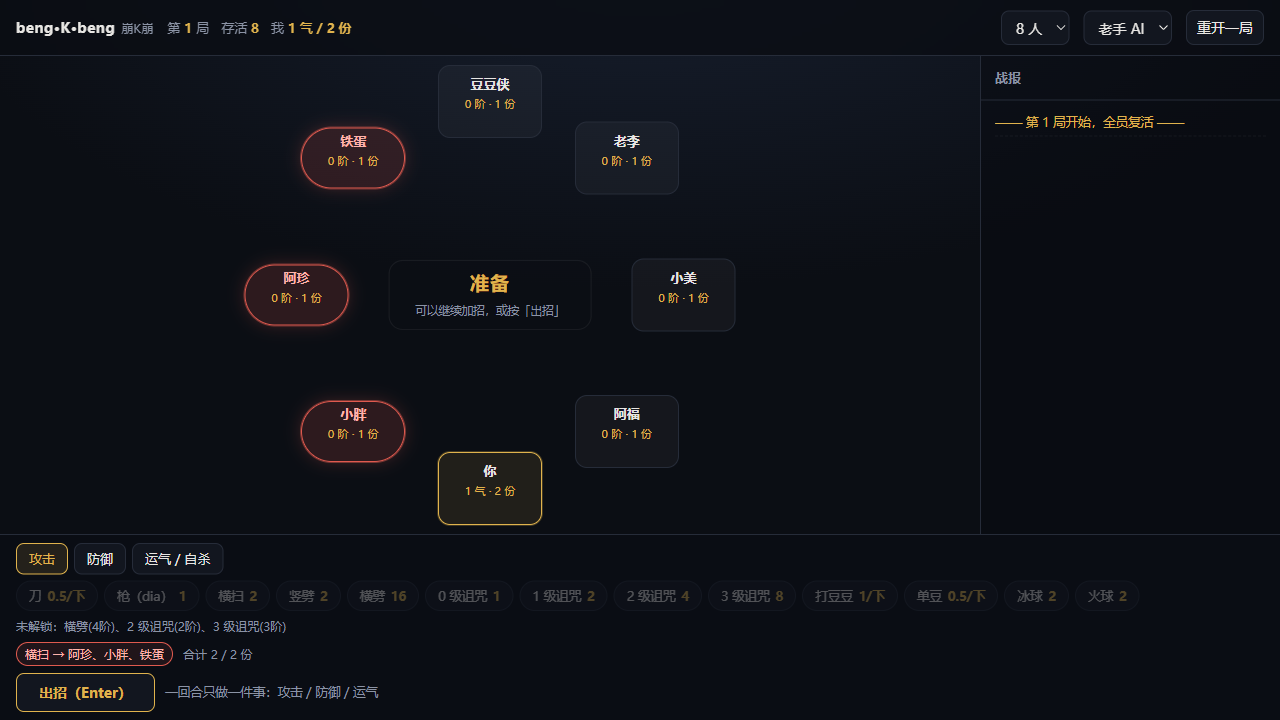 beng•K•beng 崩K崩 第 1 局 存活 8 我 1 气 / 2 份 8 人 老手 AI 重开一局
战报
—— 第 1 局开始，全员复活 ——
豆豆侠
0 阶 · 1 份
铁蛋
0 阶 · 1 份
老李
0 阶 · 1 份
阿珍
0 阶 · 1 份
准备
可以继续加招，或按「出招」
小美
0 阶 · 1 份
小胖
0 阶 · 1 份
阿福
0 阶 · 1 份
你
1 气 · 2 份
攻击 防御 运气 / 自杀
刀 0.5/下 枪（dia） 1 横扫 2 竖劈 2 横劈 16 0 级诅咒 1 1 级诅咒 2 2 级诅咒 4 3 级诅咒 8 打豆豆 1/下 单豆 0.5/下 冰球 2 火球 2
未解锁：横劈(4阶)、2 级诅咒(2阶)、3 级诅咒(3阶)
横扫 → 阿珍、小胖、铁蛋 合计 2 / 2 份
出招（Enter） 一回合只做一件事：攻击 / 防御 / 运气